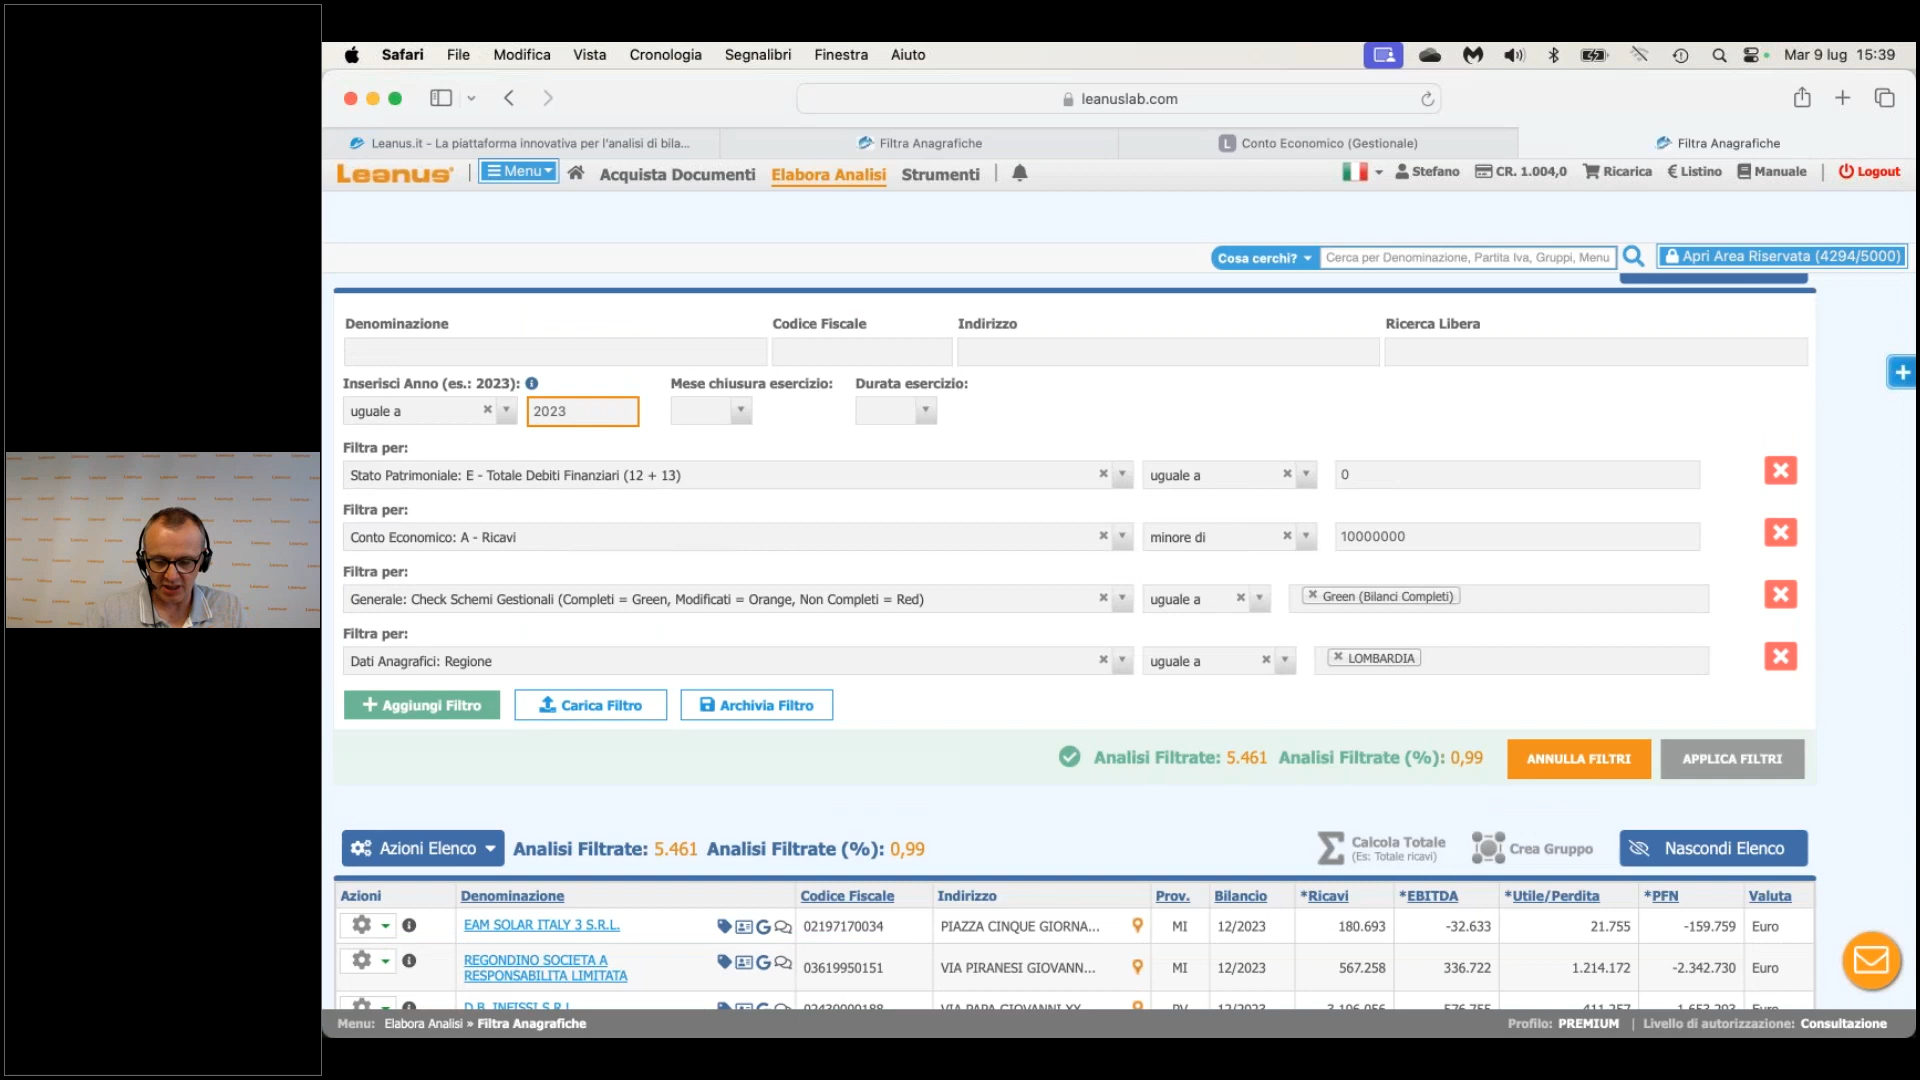 Safari File Modifica Vista Cronologia Segnalibri Finestra Aiuto Mar 9 lug 15:39
leanuslab.com
Leanus.it - La piattaforma innovativa per l'analisi di bila... Filtra Anagrafiche L Conto Economico (Gestionale) Filtra Anagrafiche
Leanus Menu Acquista Documenti Elabora Analisi Strumenti Stefano CR. 1.004,0 Ricarica € Listino Manuale Logout
Cosa cerchi? Cerca per Denominazione, Partita Iva, Gruppi, Menu Apri Area Riservata (4294/5000)
Denominazione Codice Fiscale Indirizzo Ricerca Libera
Inserisci Anno (es.: 2023): Mese chiusura esercizio: Durata esercizio:
uguale a 2023
Filtra per:
Stato Patrimoniale: E - Totale Debiti Finanziari (12 + 13) uguale a 0
Filtra per:
Conto Economico: A - Ricavi minore di 10000000
Filtra per:
Generale: Check Schemi Gestionali (Completi = Green, Modificati = Orange, Non Completi = Red) uguale a Green (Bilanci Completi)
Filtra per:
Dati Anagrafici: Regione uguale a LOMBARDIA
+ Aggiungi Filtro Carica Filtro Archivia Filtro
Analisi Filtrate: 5.461 Analisi Filtrate (%): 0,99 ANNULLA FILTRI APPLICA FILTRI
Azioni Elenco Analisi Filtrate: 5.461 Analisi Filtrate (%): 0,99 Calcola Totale (Es: Totale ricavi) Crea Gruppo Nascondi Elenco
Azioni Denominazione Codice Fiscale Indirizzo Prov. Bilancio *Ricavi *EBITDA *Utile/Perdita *PFN Valuta
EAM SOLAR ITALY 3 S.R.L. 02197170034 PIAZZA CINQUE GIORNA... MI 12/2023 180.693 -32.633 21.755 -159.759 Euro
REGONDINO SOCIETA A RESPONSABILITA LIMITATA 03619950151 VIA PIRANESI GIOVANN... MI 12/2023 567.258 336.722 1.214.172 -2.342.730 Euro
Menu: Elabora Analisi » Filtra Anagrafiche Profilo: PREMIUM | Livello di autorizzazione: Consultazione